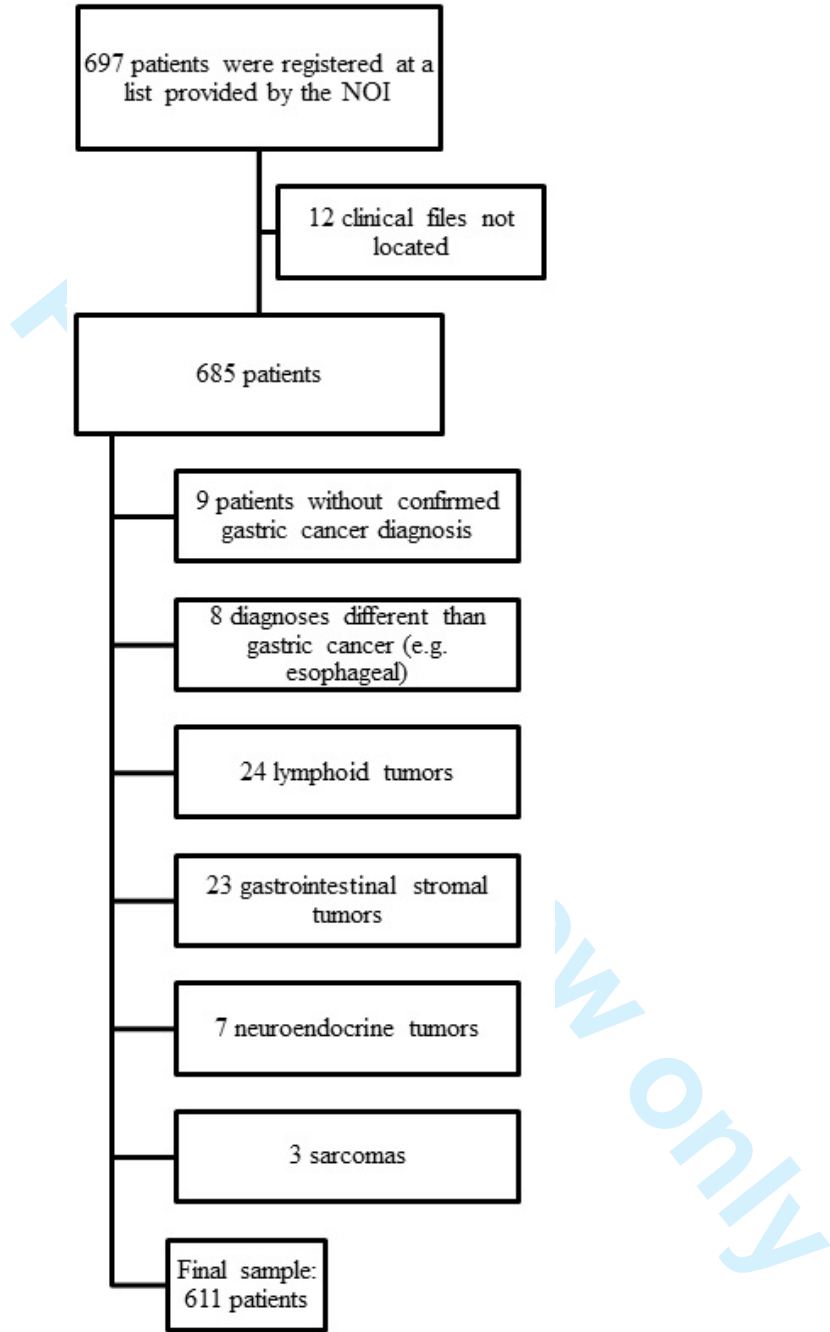 697 patients were registered at a
list provided by the NOI
12 clinical files not
located
685 patients
9 patients without confirmed
gastric cancer diagnosis
8 diagnoses different than
gastric cancer (e.g.
esophageal)
24 lymphoid tumors
23 gastrointestinal stromal
tumors
7 neuroendocrine tumors
3 sarcomas
Final sample:
611 patients
only